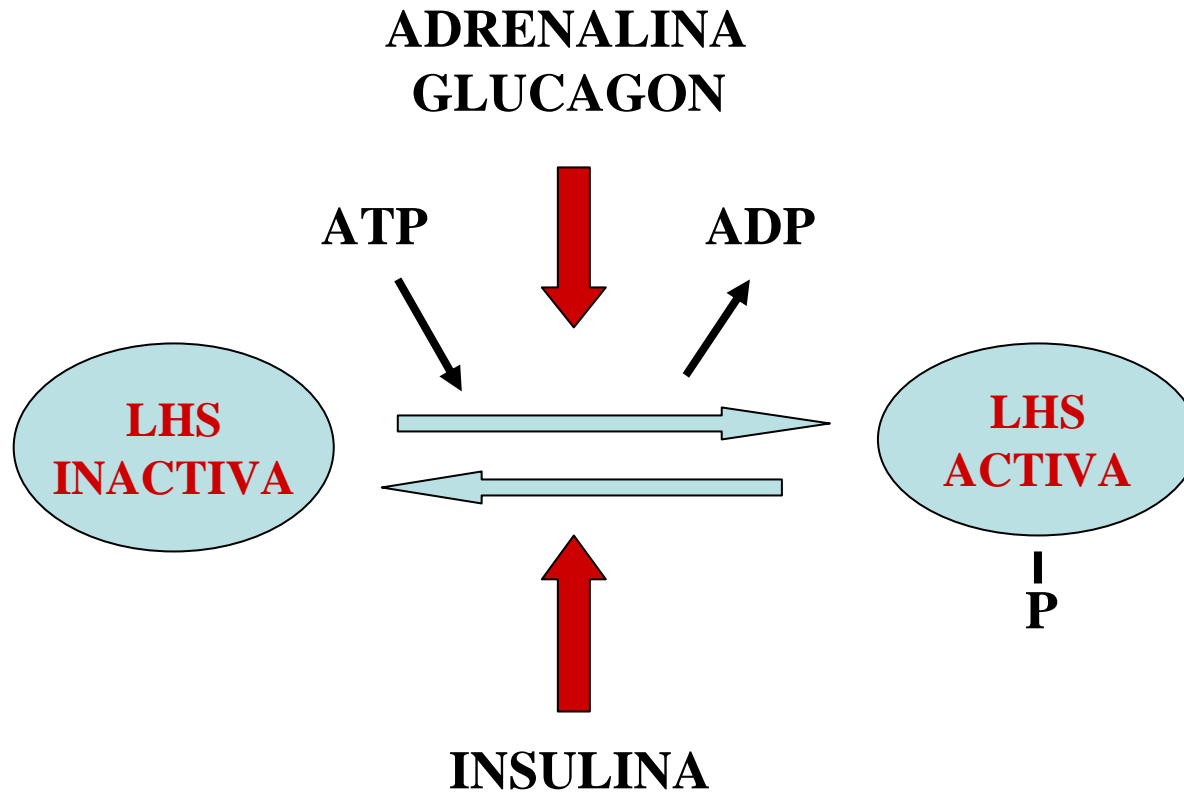 ADRENALINA
GLUCAGON
ATP
ADP
LHS
INACTIVA
LHS
ACTIVA
P
INSULINA